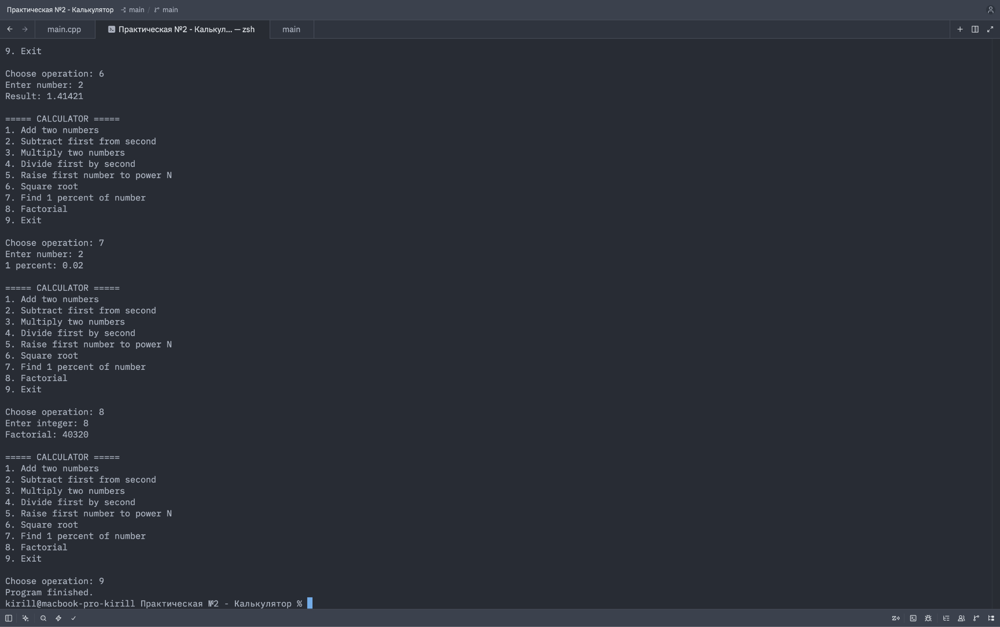 Практическая №2 - Калькулятор main / main
main.cpp Практическая №2 - Калькул... — zsh main
9. Exit
Choose operation: 6
Enter number: 2
Result: 1.41421
===== CALCULATOR =====
1. Add two numbers
2. Subtract first from second
3. Multiply two numbers
4. Divide first by second
5. Raise first number to power N
6. Square root
7. Find 1 percent of number
8. Factorial
9. Exit
Choose operation: 7
Enter number: 2
1 percent: 0.02
===== CALCULATOR =====
1. Add two numbers
2. Subtract first from second
3. Multiply two numbers
4. Divide first by second
5. Raise first number to power N
6. Square root
7. Find 1 percent of number
8. Factorial
9. Exit
Choose operation: 8
Enter integer: 8
Factorial: 40320
===== CALCULATOR =====
1. Add two numbers
2. Subtract first from second
3. Multiply two numbers
4. Divide first by second
5. Raise first number to power N
6. Square root
7. Find 1 percent of number
8. Factorial
9. Exit
Choose operation: 9
Program finished.
kirill@macbook-pro-kirill Практическая №2 - Калькулятор %